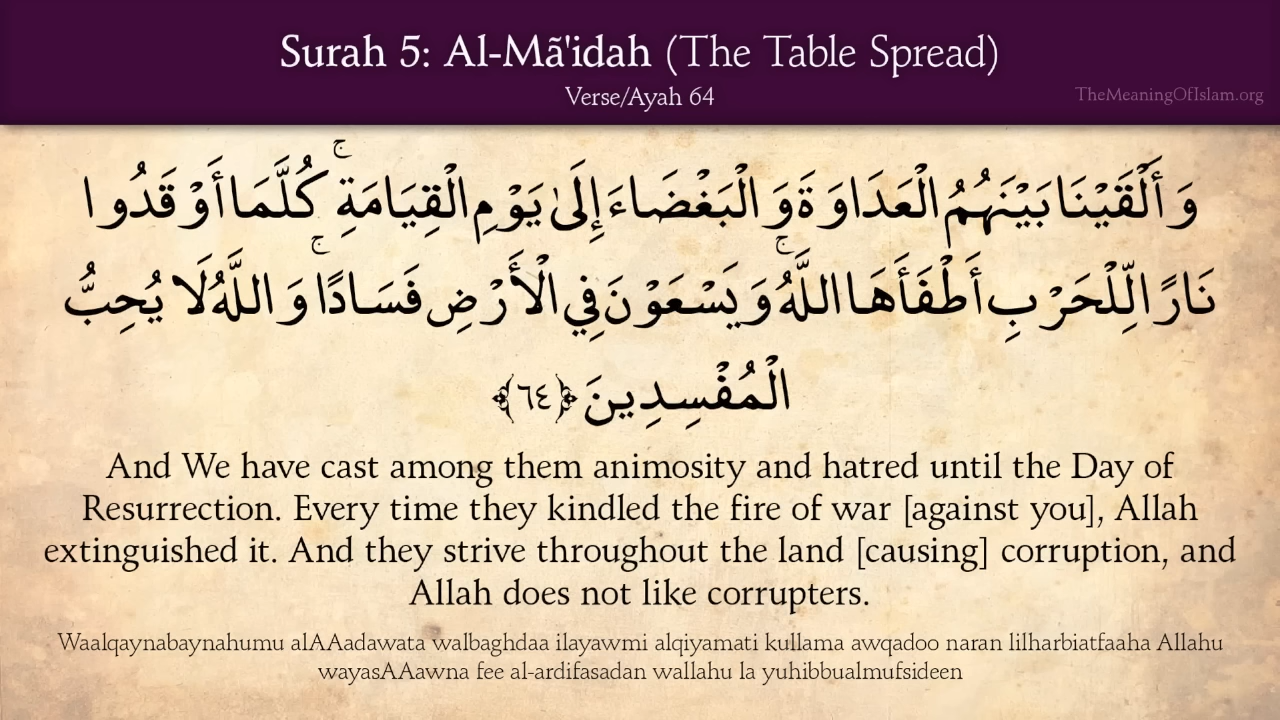 Surah 5: Al-Mã'idah (The Table Spread)
Verse/Ayah 64
TheMeaningOfIslam.org
وَأَلْقَيْنَا بَيْنَهُمُ الْعَدَاوَةَ وَالْبَغْضَاءَ إِلَىٰ يَوْمِ الْقِيَامَةِ ۚ كُلَّمَا أَوْقَدُوا
نَارًا لِّلْحَرْبِ أَطْفَأَهَا اللَّهُ ۚ وَيَسْعَوْنَ فِي الْأَرْضِ فَسَادًا ۚ وَاللَّهُ لَا يُحِبُّ
الْمُفْسِدِينَ ﴿٦٤﴾
And We have cast among them animosity and hatred until the Day of
Resurrection. Every time they kindled the fire of war [against you], Allah
extinguished it. And they strive throughout the land [causing] corruption, and
Allah does not like corrupters.
Waalqaynabaynahumu alAAadawata walbaghdaa ilayawmi alqiyamati kullama awqadoo naran lilharbiatfaaha Allahu
wayasAAawna fee al-ardifasadan wallahu la yuhibbualmufsideen